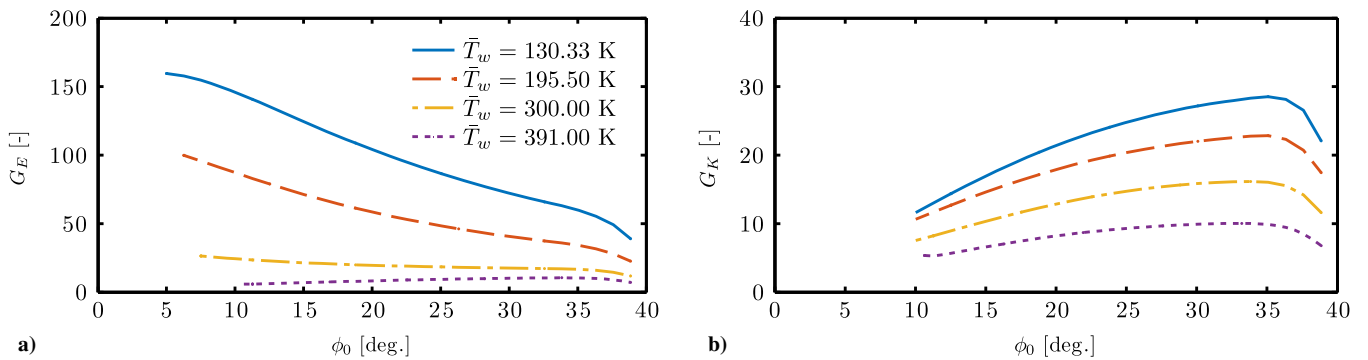 200
150
100
50
0
G_E [-]
T̄_w = 130.33 K
T̄_w = 195.50 K
T̄_w = 300.00 K
T̄_w = 391.00 K
0 5 10 15 20 25 30 35 40
a)
ϕ_0 [deg.]
40
30
20
10
0
G_K [-]
0 5 10 15 20 25 30 35 40
b)
ϕ_0 [deg.]